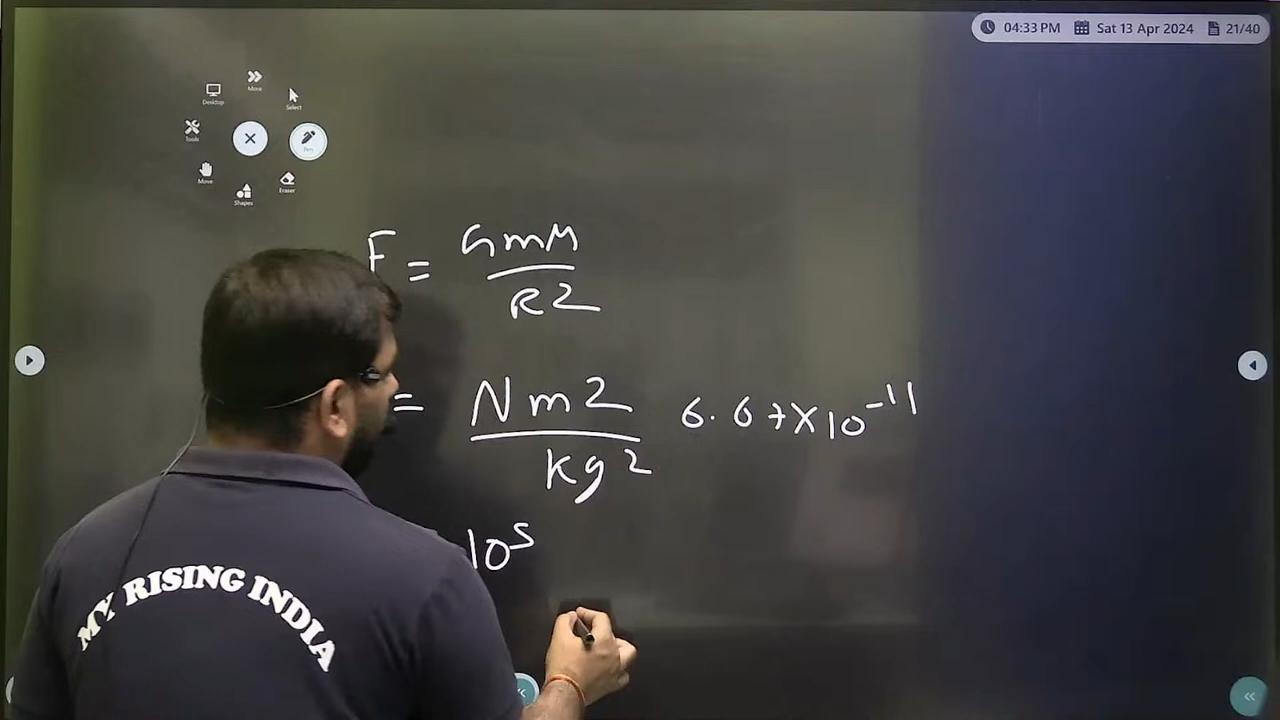 04:33 PM Sat 13 Apr 2024 21/40
Move
Desktop
Select
Tools
Pen
Move
Eraser
Shapes
F = GmM
R2
= Nm2 6.67×10-11
kg2
105
MY RISING INDIA